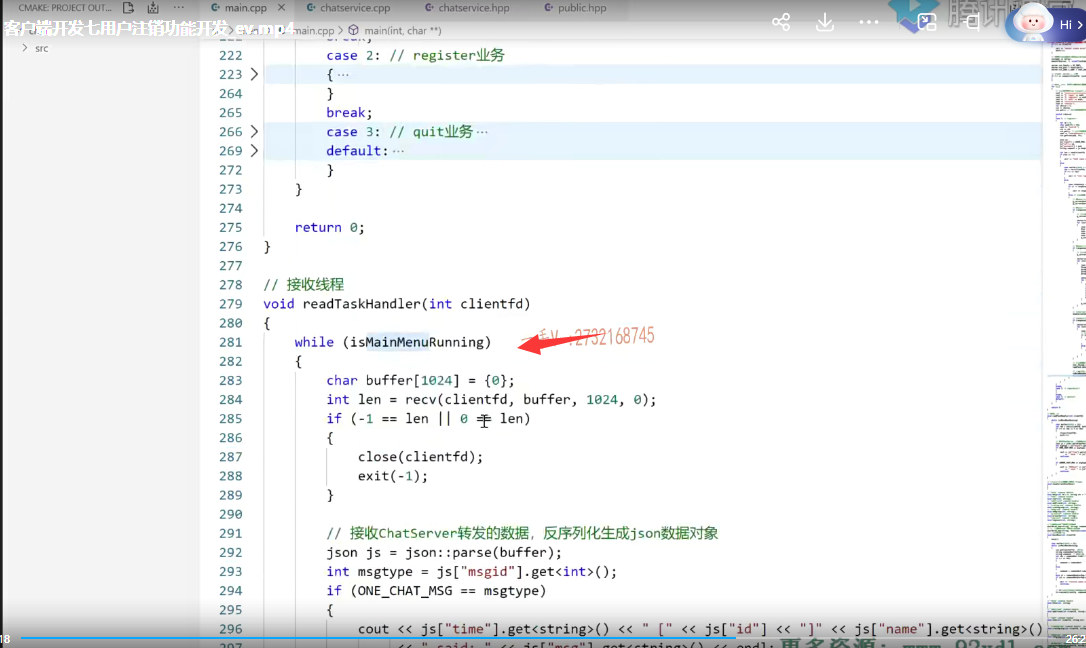 CMAKE: PROJECT OUT... main.cpp chatservice.cpp chatservice.hpp public.hpp
客户端开发七用户注销功能开发_ev.mp4 main.cpp > main(int, char **)
Hi >
> src
222 case 2: // register业务
223 > { ...
264 }
265 break;
266 > case 3: // quit业务 ...
269 > default: ...
272 }
273 }
274
275 return 0;
276 }
277
278 // 接收线程
279 void readTaskHandler(int clientfd)
280 {
281 while (isMainMenuRunning)
:2732168745
282 {
283 char buffer[1024] = {0};
284 int len = recv(clientfd, buffer, 1024, 0);
285 if (-1 == len || 0 == len)
286 {
287 close(clientfd);
288 exit(-1);
289 }
290
291 // 接收ChatServer转发的数据，反序列化生成json数据对象
292 json js = json::parse(buffer);
293 int msgtype = js["msgid"].get<int>();
294 if (ONE_CHAT_MSG == msgtype)
295 {
296 cout << js["time"].get<string>() << " [" << js["id"] << "]" << js["name"].get<string>()